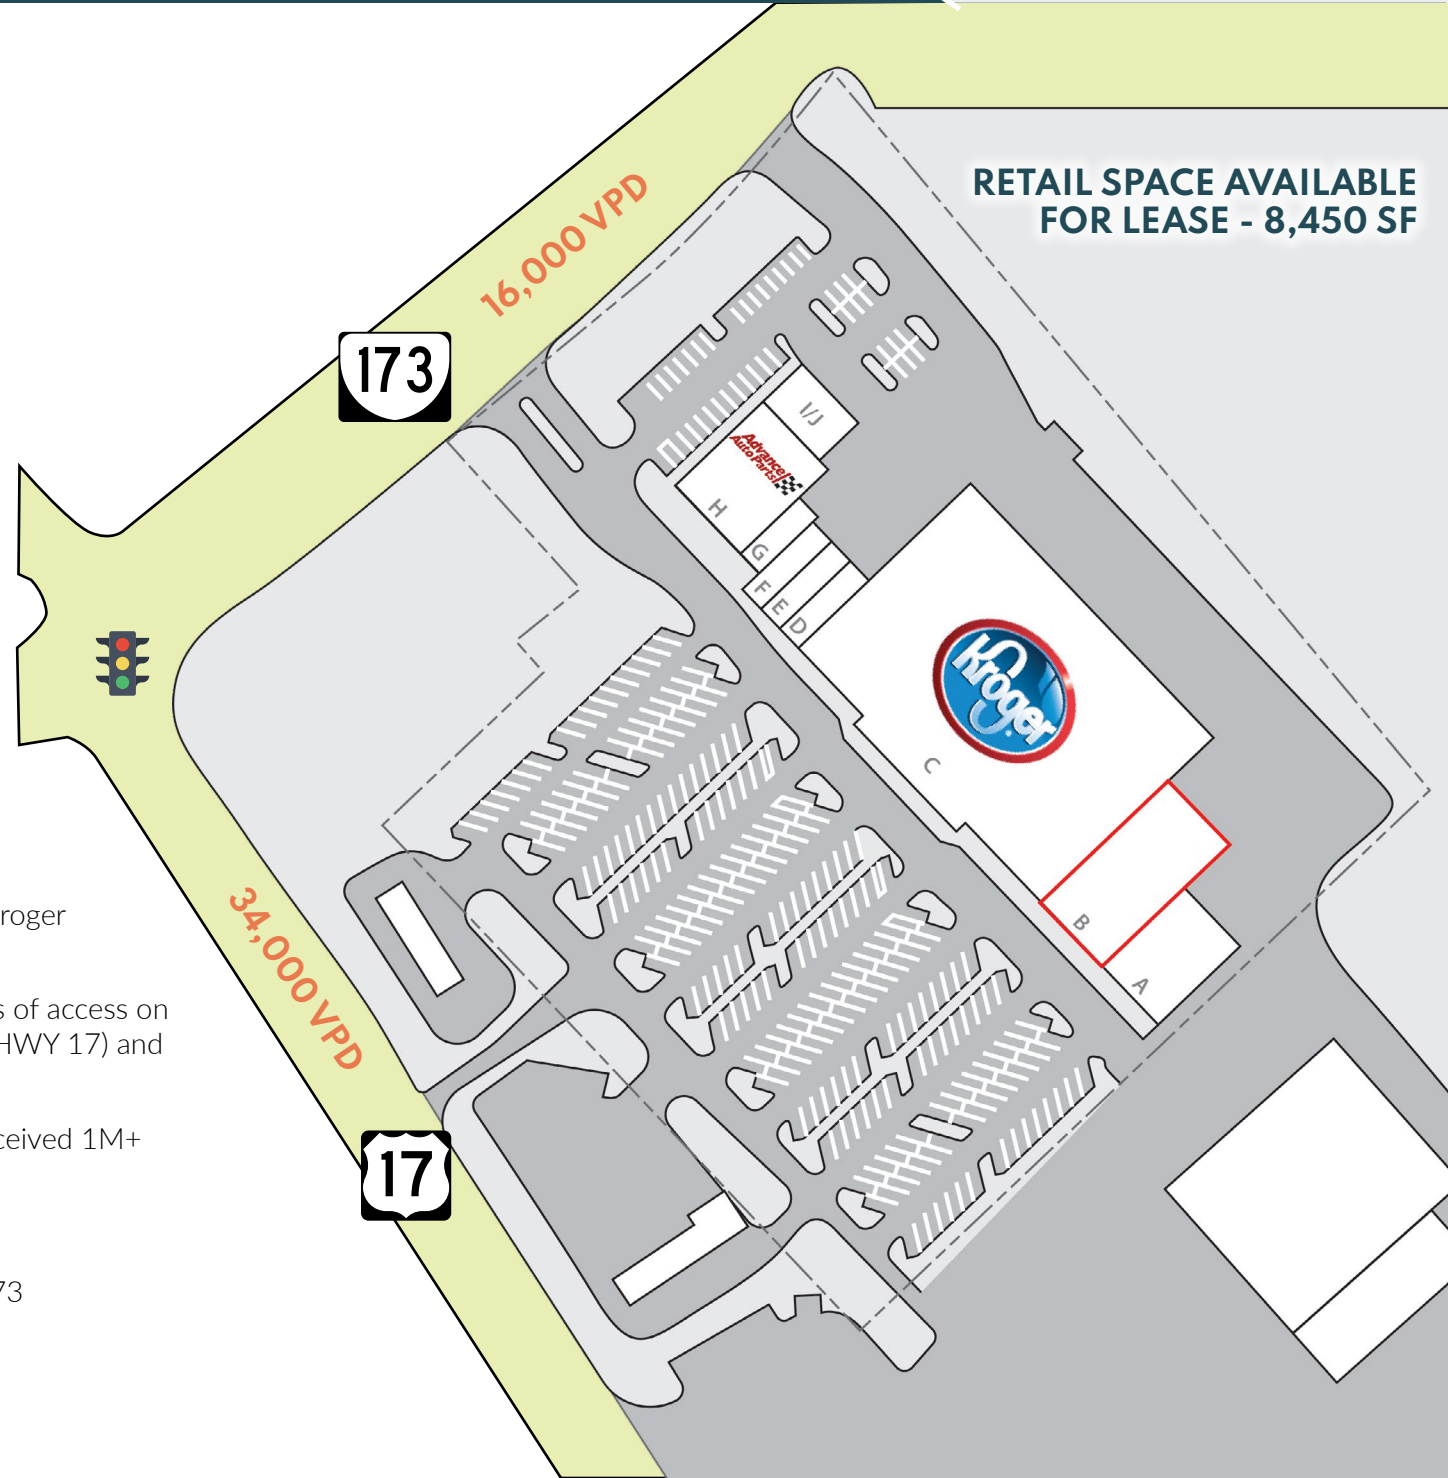 RETAIL SPACE AVAILABLE
FOR LEASE - 8,450 SF
16,000 VPD
173
I/J
Advance
Auto Parts
H
G
F
E
D
Kroger
C
B
A
34,000 VPD
17
roger
s of access on
HWY 17) and
ceived 1M+
73